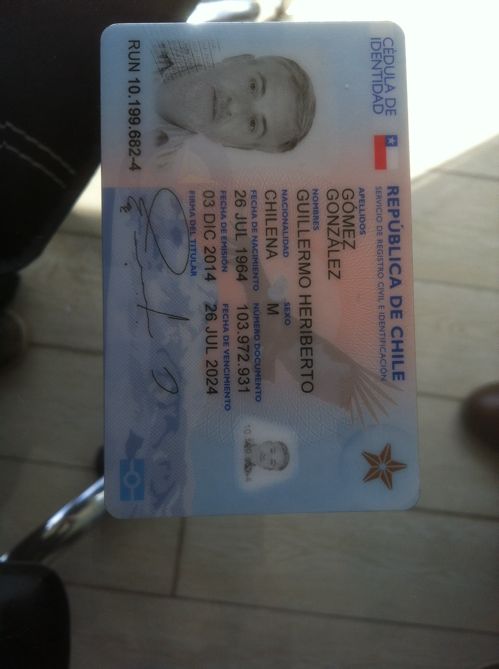 CÉDULA DE
IDENTIDAD
REPÚBLICA DE CHILE
SERVICIO DE REGISTRO CIVIL E IDENTIFICACIÓN
APELLIDOS
GOMEZ
GONZÁLEZ
NOMBRES
GUILLERMO HERIBERTO
NACIONALIDAD SEXO
CHILENA M
FECHA DE NACIMIENTO NÚMERO DOCUMENTO
26 JUL 1964 103.972.931
FECHA DE EMISIÓN FECHA DE VENCIMIENTO
03 DIC 2014 26 JUL 2024
FIRMA DEL TITULAR
RUN 10.199.682-4